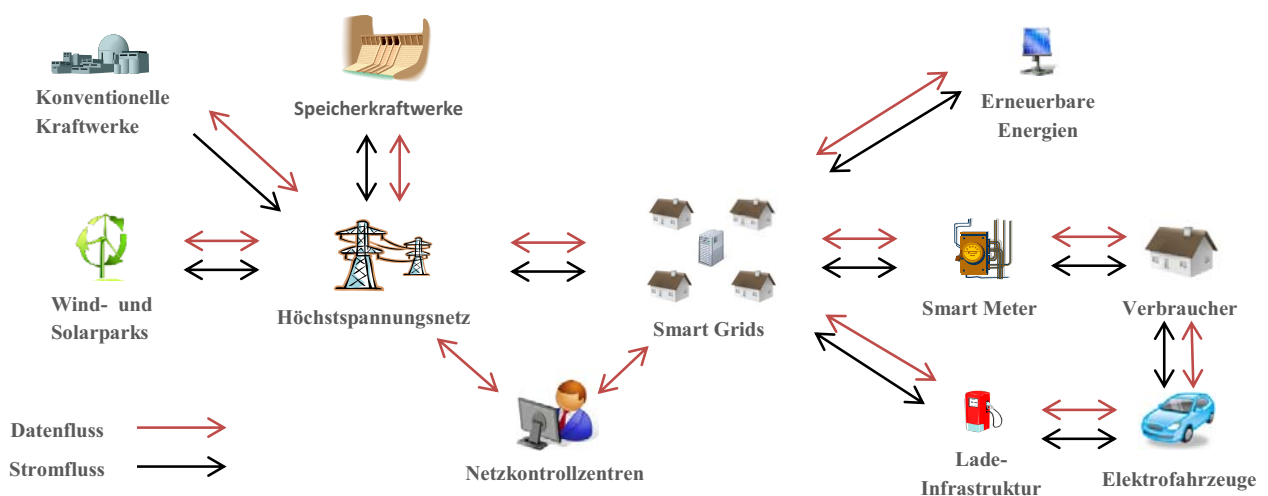 Konventionelle
Kraftwerke
Speicherkraftwerke
Erneuerbare
Energien
Wind- und
Solarparks
Höchstspannungsnetz
Smart Grids
Smart Meter
Verbraucher
Netzkontrollzentren
Lade-
Infrastruktur
Elektrofahrzeuge
Datenfluss
Stromfluss